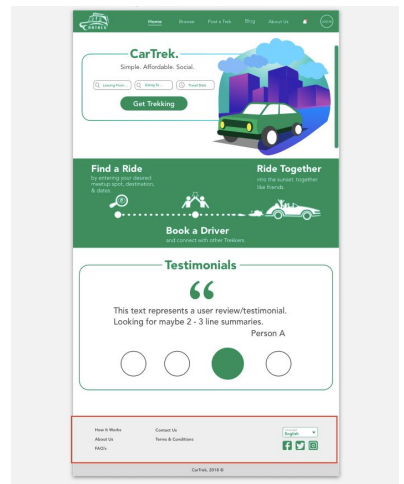 CARTREK
Home Browse Post a Trek Blog About Us
CarTrek.
Simple. Affordable. Social.
Leaving From... Going To... Travel Date
Get Trekking
Find a Ride
by entering your desired
meetup spot, destination,
& dates
Ride Together
into the sunset, together
like friends
Book a Driver
and connect with other Trekkers
Testimonials
“
This text represents a user review/testimonial.
Looking for maybe 2 - 3 line summaries.
Person A
How it Works
About Us
FAQ's
Contact Us
Terms & Conditions
English
CarTrek, 2018 ©